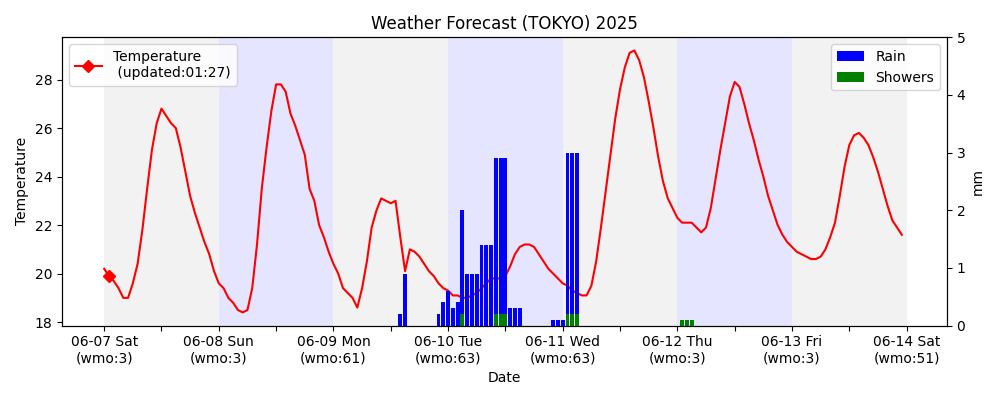 Weather Forecast (TOKYO) 2025
Temperature
(updated:01:27)
Rain
Showers
28
26
24
22
20
18
Temperature
5
4
3
2
1
0
mm
06-07 Sat
(wmo:3)
06-08 Sun
(wmo:3)
06-09 Mon
(wmo:61)
06-10 Tue
(wmo:63)
06-11 Wed
(wmo:63)
06-12 Thu
(wmo:3)
06-13 Fri
(wmo:3)
06-14 Sat
(wmo:51)
Date